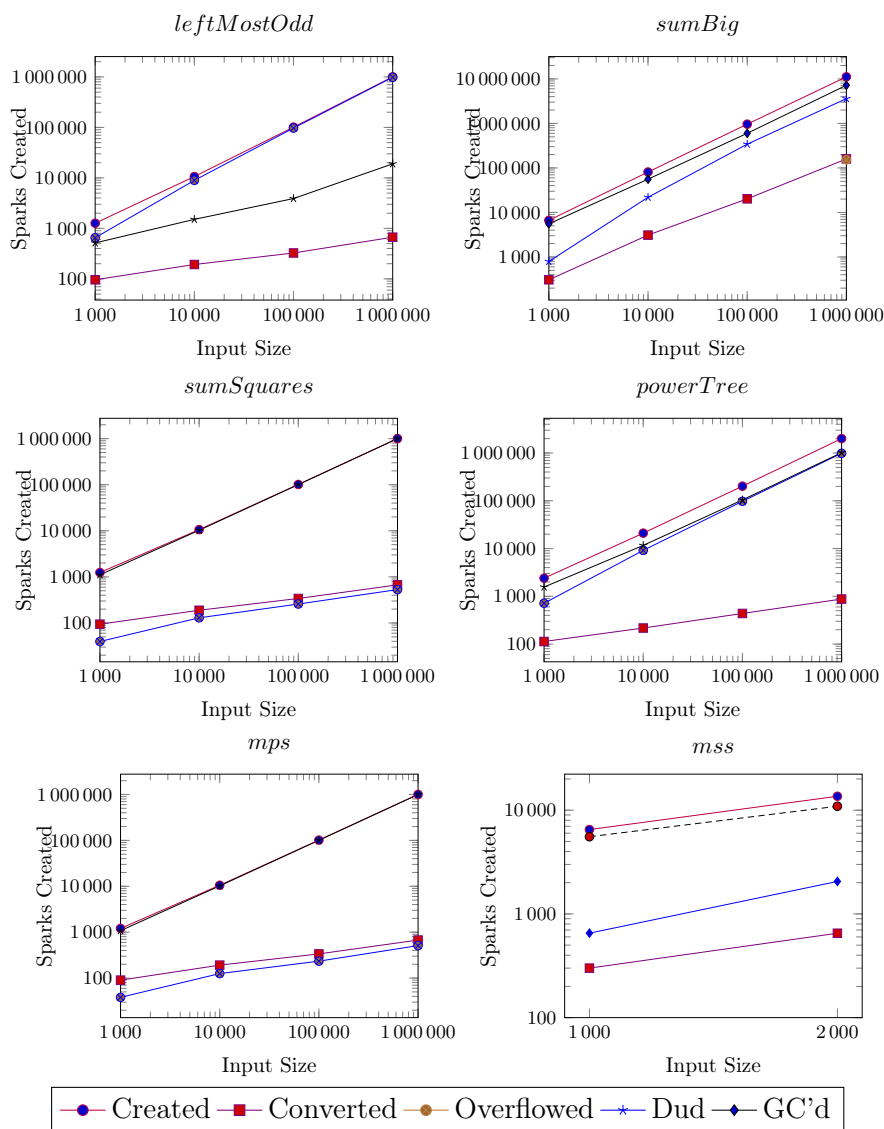 leftMostOdd
Sparks Created
1 000 000
100 000
10 000
1 000
100
1 000 10 000 100 000 1 000 000
Input Size
sumBig
Sparks Created
10 000 000
1 000 000
100 000
10 000
1 000
1 000 10 000 100 000 1 000 000
Input Size
sumSquares
Sparks Created
1 000 000
100 000
10 000
1 000
100
1 000 10 000 100 000 1 000 000
Input Size
powerTree
Sparks Created
1 000 000
100 000
10 000
1 000
100
1 000 10 000 100 000 1 000 000
Input Size
mps
Sparks Created
1 000 000
100 000
10 000
1 000
100
1 000 10 000 100 000 1 000 000
Input Size
mss
Sparks Created
10 000
1 000
100
1 000 2 000
Input Size
Created Converted Overflowed Dud GC'd